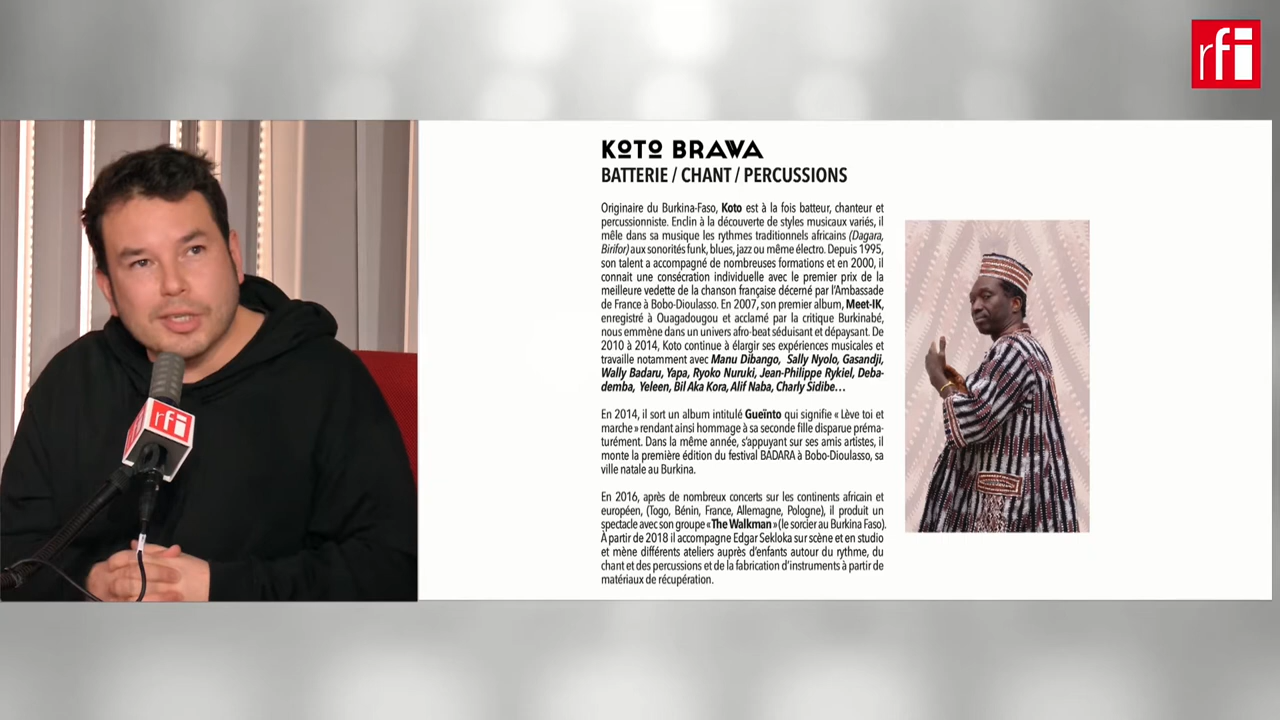 rfi
KOTO BRAWA
BATTERIE / CHANT / PERCUSSIONS
Originaire du Burkina-Faso, Koto est à la fois batteur, chanteur et
percussionniste. Enclin à la découverte de styles musicaux variés, il
mêle dans sa musique les rythmes traditionnels africains (Dagara,
Birifor) aux sonorités funk, blues, jazz ou même électro. Depuis 1995,
son talent a accompagné de nombreuses formations et en 2000, il
connait une consécration individuelle avec le premier prix de la
meilleure vedette de la chanson française décerné par l'Ambassade
de France à Bobo-Dioulasso. En 2007, son premier album, Meet-IK,
enregistré à Ouagadougou et acclamé par la critique Burkinabé,
nous emmène dans un univers afro-beat séduisant et dépaysant. De
2010 à 2014, Koto continue à élargir ses expériences musicales et
travaille notamment avec Manu Dibango, Sally Nyolo, Gasandji,
Wally Badaru, Yapa, Ryoko Nuruki, Jean-Philippe Rykiel, Deba-
demba, Yeleen, Bil Aka Kora, Alif Naba, Charly Sidibe…
En 2014, il sort un album intitulé Gueïnto qui signifie « Lève toi et
marche » rendant ainsi hommage à sa seconde fille disparue préma-
turément. Dans la même année, s'appuyant sur ses amis artistes, il
monte la première édition du festival BADARA à Bobo-Dioulasso, sa
ville natale au Burkina.
En 2016, après de nombreux concerts sur les continents africain et
européen, (Togo, Bénin, France, Allemagne, Pologne), il produit un
spectacle avec son groupe « The Walkman » (le sorcier au Burkina Faso).
À partir de 2018 il accompagne Edgar Sekloka sur scène et en studio
et mène différents ateliers auprès d'enfants autour du rythme, du
chant et des percussions et de la fabrication d'instruments à partir de
matériaux de récupération.
rfi